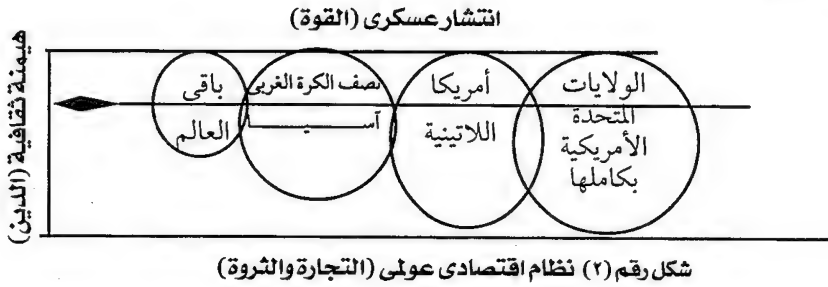 انتشار عسكرى (القوة)
هيمنة ثقافية (الدين)
الولايات
المتحدة
الأمريكية
بكاملها
أمريكا
اللاتينية
نصف الكرة الغربى
آسيـــــــا
باقى
العالم
شكل رقم (٢) نظام اقتصادى عولمى (التجارة والثروة)